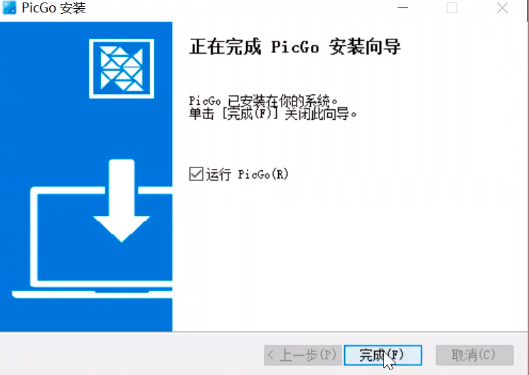 PicGo 安装
正在完成 PicGo 安装向导
PicGo 已安装在你的系统。
单击 [完成(F)] 关闭此向导。
运行 PicGo(R)
< 上一步(P)
完成(F)
取消(C)